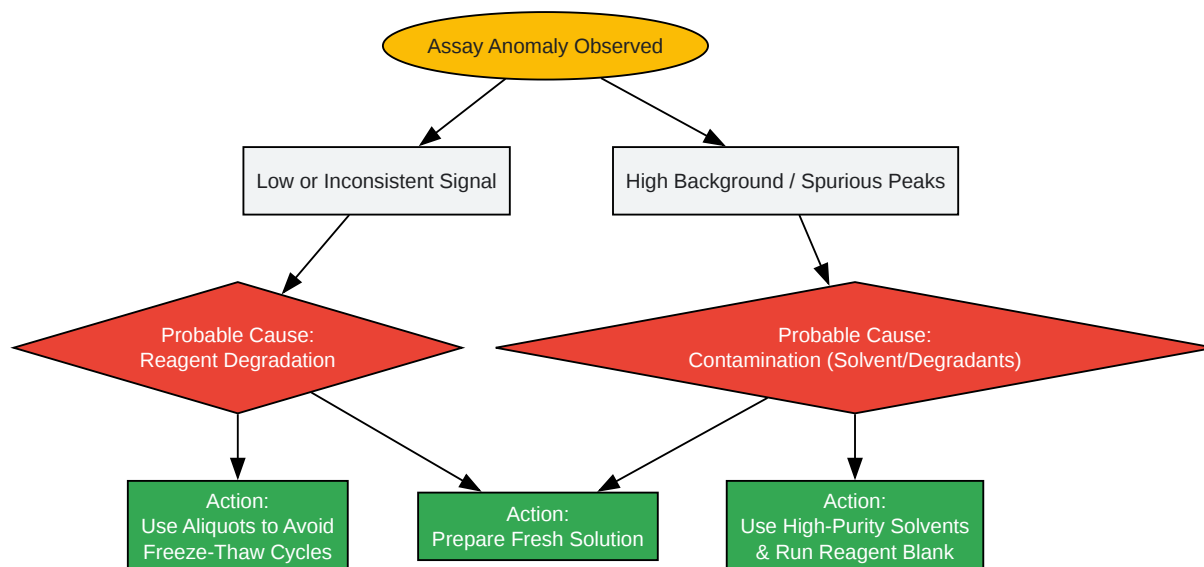 Assay Anomaly Observed
Low or Inconsistent Signal
High Background / Spurious Peaks
Probable Cause:
Reagent Degradation
Probable Cause:
Contamination (Solvent/Degradants)
Action:
Use Aliquots to Avoid
Freeze-Thaw Cycles
Action:
Prepare Fresh Solution
Action:
Use High-Purity Solvents
& Run Reagent Blank